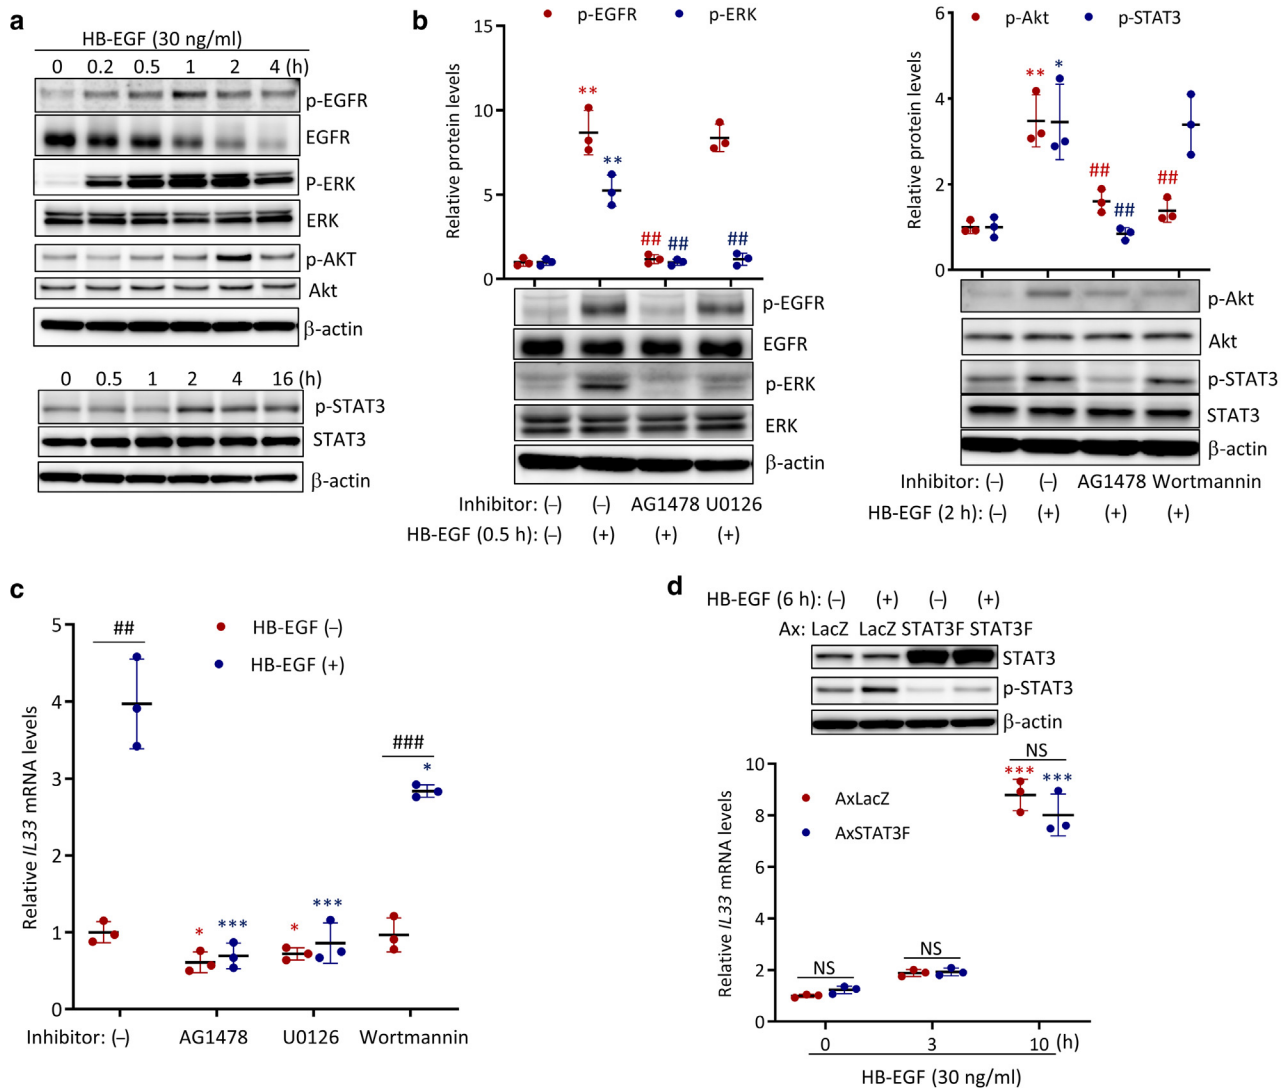 a
HB-EGF (30 ng/ml)
0 0.2 0.5 1 2 4 (h)
p-EGFR
EGFR
P-ERK
ERK
p-AKT
Akt
β-actin
0 0.5 1 2 4 16 (h)
p-STAT3
STAT3
β-actin
b
p-EGFR p-ERK
Relative protein levels
15
10
5
0
**
**
##
##
##
p-EGFR
EGFR
p-ERK
ERK
β-actin
Inhibitor: (–) (–) AG1478 U0126
HB-EGF (0.5 h): (–) (+) (+) (+)
p-Akt p-STAT3
Relative protein levels
6
4
2
0
**
*
##
##
##
p-Akt
Akt
p-STAT3
STAT3
β-actin
Inhibitor: (–) (–) AG1478 Wortmannin
HB-EGF (2 h): (–) (+) (+) (+)
c
HB-EGF (–)
HB-EGF (+)
Relative IL33 mRNA levels
5
4
3
2
1
0
##
*
***
*
***
###
*
Inhibitor: (–) AG1478 U0126 Wortmannin
d
HB-EGF (6 h): (–) (+) (–) (+)
Ax: LacZ LacZ STAT3F STAT3F
STAT3
p-STAT3
β-actin
AxLacZ
AxSTAT3F
Relative IL33 mRNA levels
10
8
6
4
2
0
NS
NS
NS
***
***
0 3 10 (h)
HB-EGF (30 ng/ml)